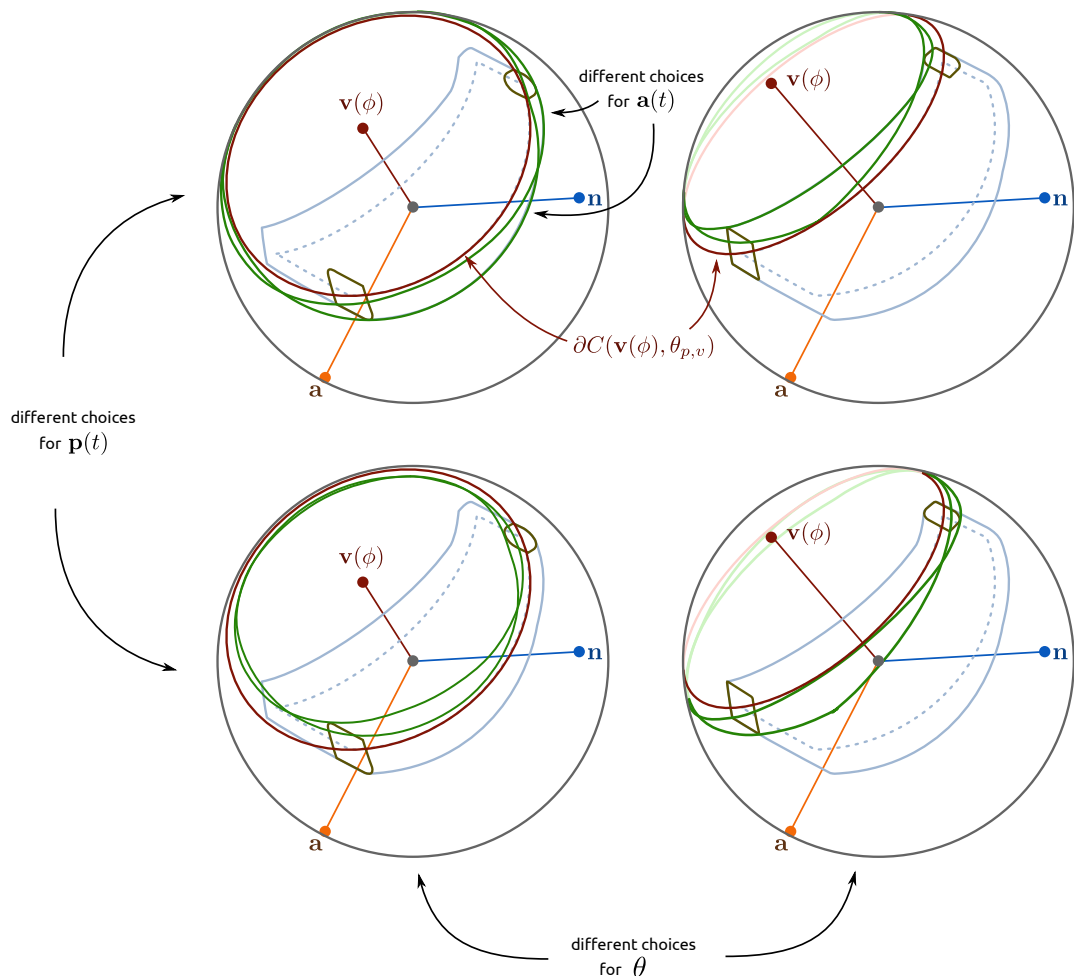 different choices
for 𝐚(t)
𝐯(ϕ)
𝐯(ϕ)
𝐧
𝐧
∂C(𝐯(ϕ), θ_{p,v})
𝐚
𝐚
different choices
for 𝐩(t)
𝐯(ϕ)
𝐯(ϕ)
𝐧
𝐧
𝐚
𝐚
different choices
for θ